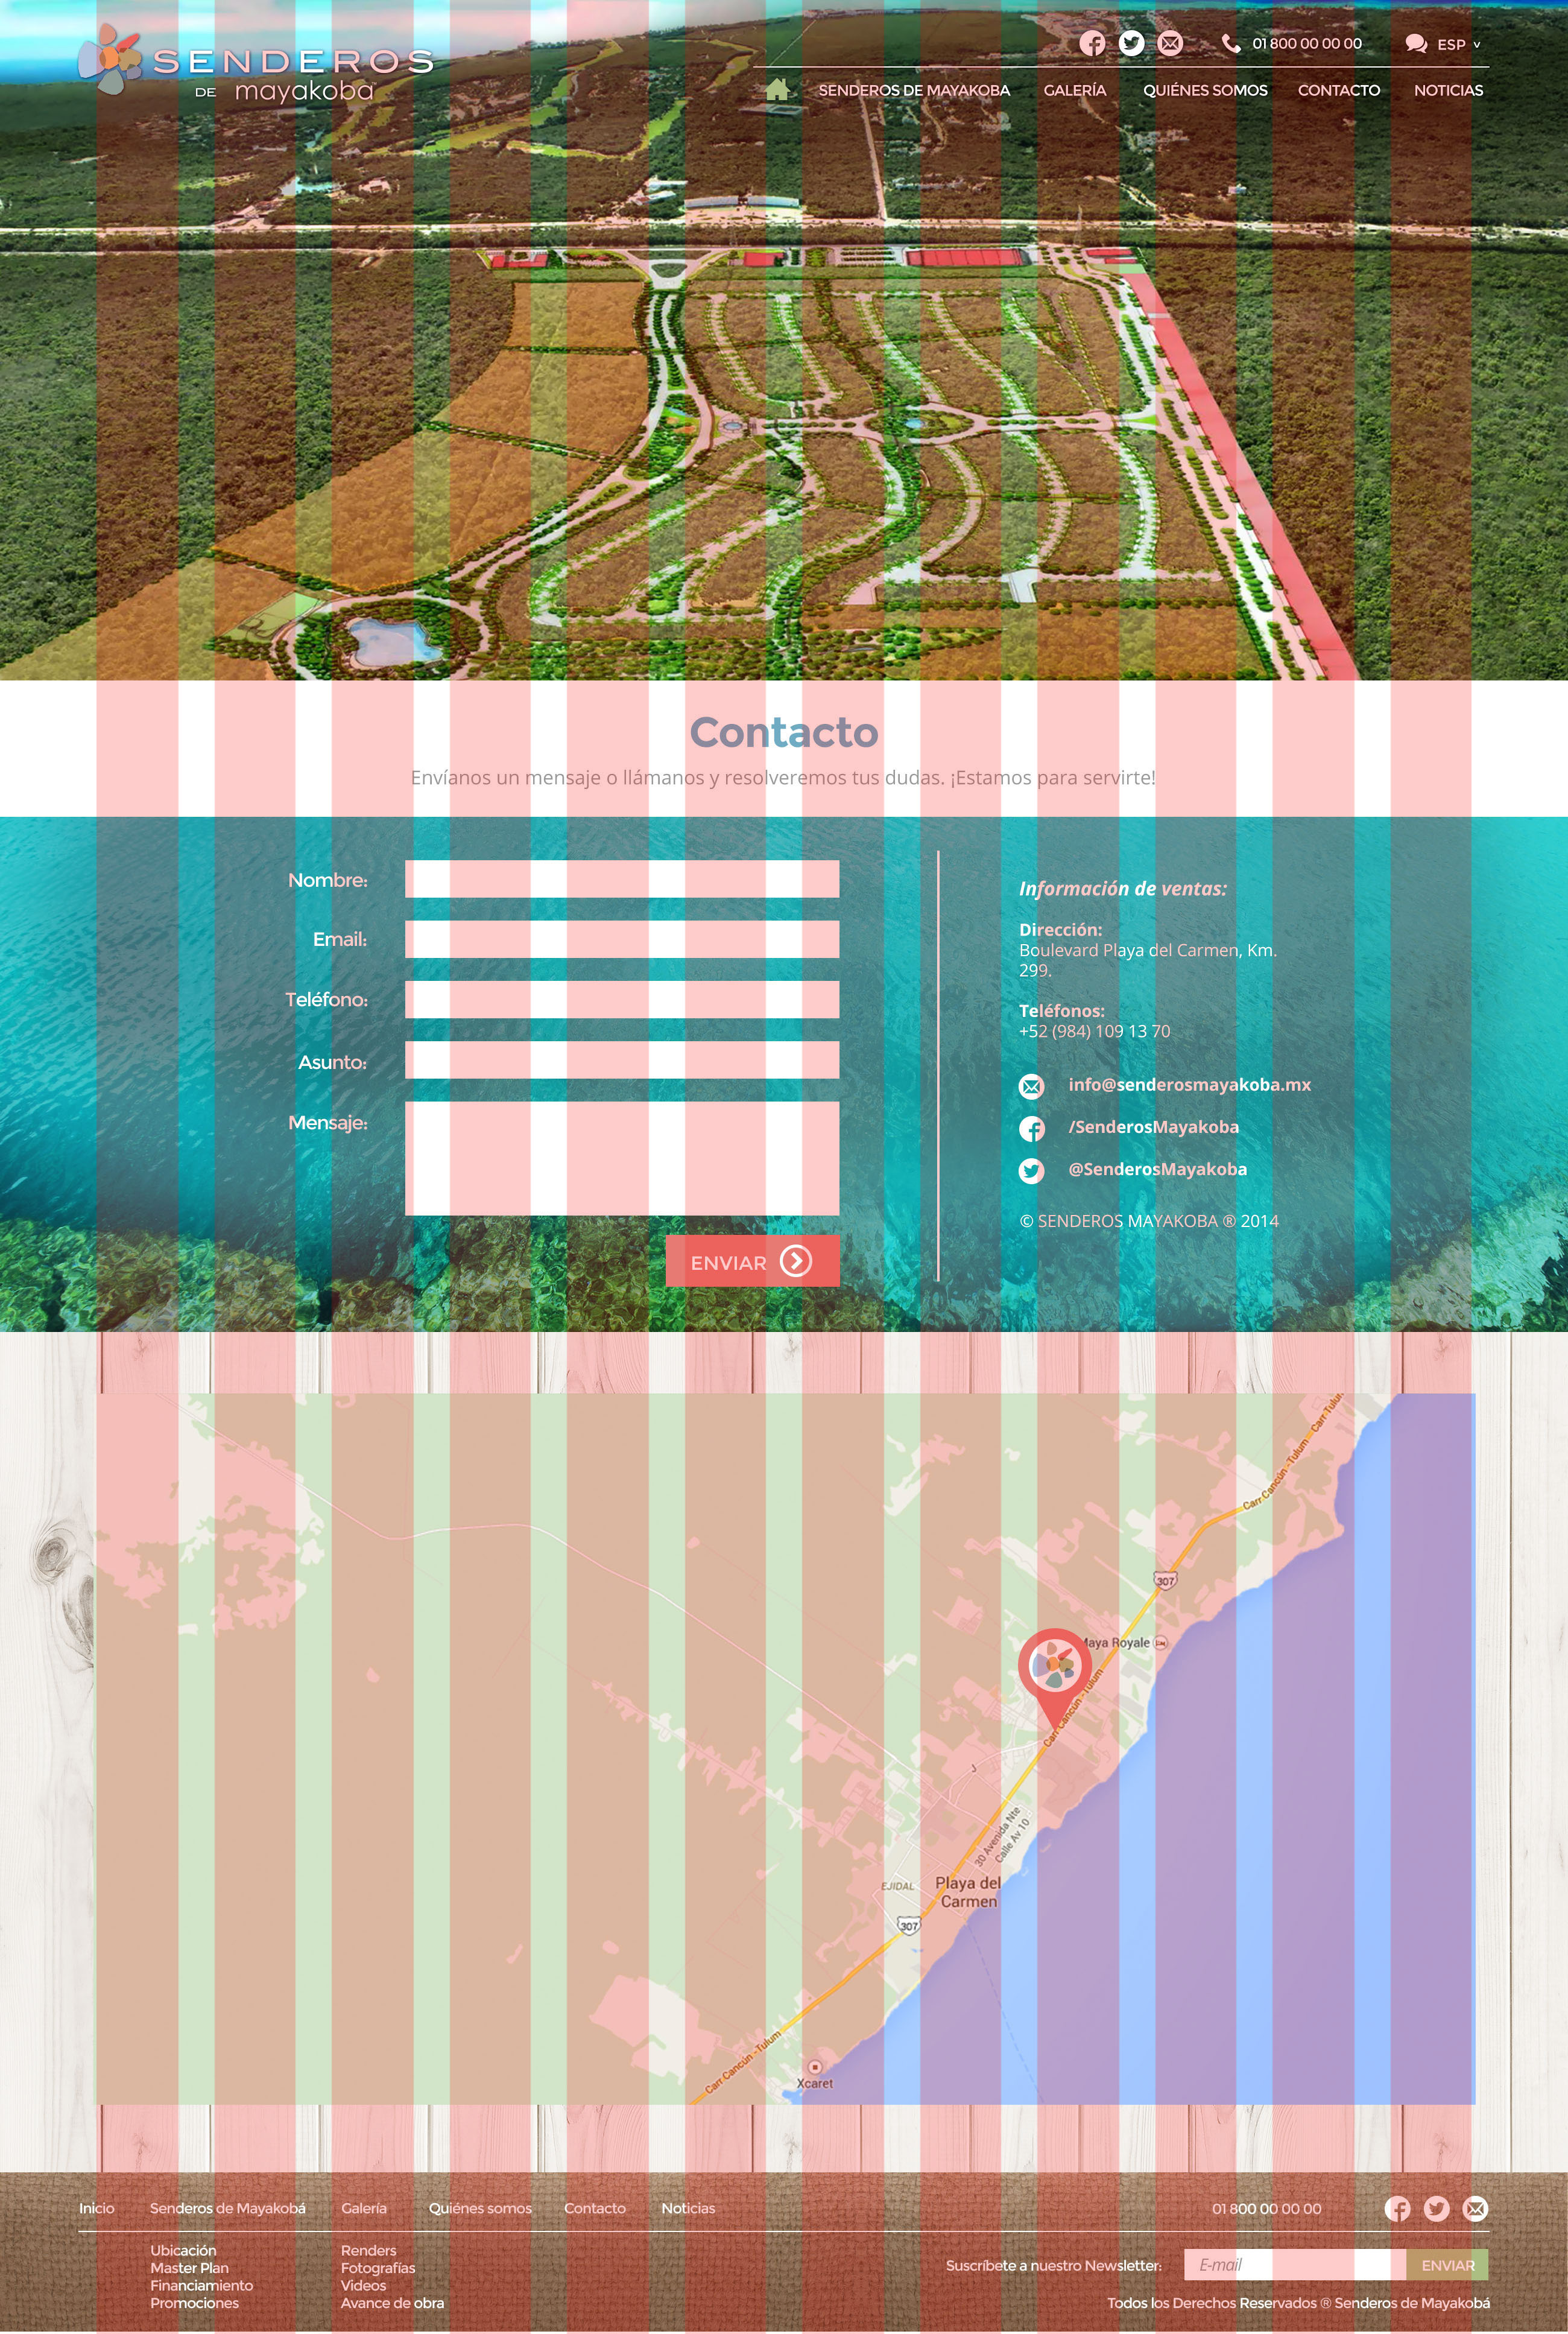 SENDEROS
DE mayakoba
01 800 00 00 00
ESP v
SENDEROS DE MAYAKOBA GALERÍA QUIÉNES SOMOS CONTACTO NOTICIAS
Contacto
Envíanos un mensaje o llámanos y resolveremos tus dudas. ¡Estamos para servirte!
Nombre:
Email:
Teléfono:
Asunto:
Mensaje:
ENVIAR
Información de ventas:
Dirección:
Boulevard Playa del Carmen, Km.
299.
Teléfonos:
+52 (984) 109 13 70
info@senderosmayakoba.mx
/SenderosMayakoba
@SenderosMayakoba
© SENDEROS MAYAKOBA ® 2014
Carr Cancún -Tulum
Carr Tulum
307
Maya Royale
Carr Cancún -Tulum
30 Avenida Nte
Calle Av 10
EJIDAL
Playa del
Carmen
307
Carr Cancún -Tulum
Xcaret
Inicio Senderos de Mayakobá Galería Quiénes somos Contacto Noticias
01 800 00 00 00
Ubicación
Master Plan
Financiamiento
Promociones
Renders
Fotografías
Videos
Avance de obra
Suscríbete a nuestro Newsletter: E-mail ENVIAR
Todos los Derechos Reservados ® Senderos de Mayakobá